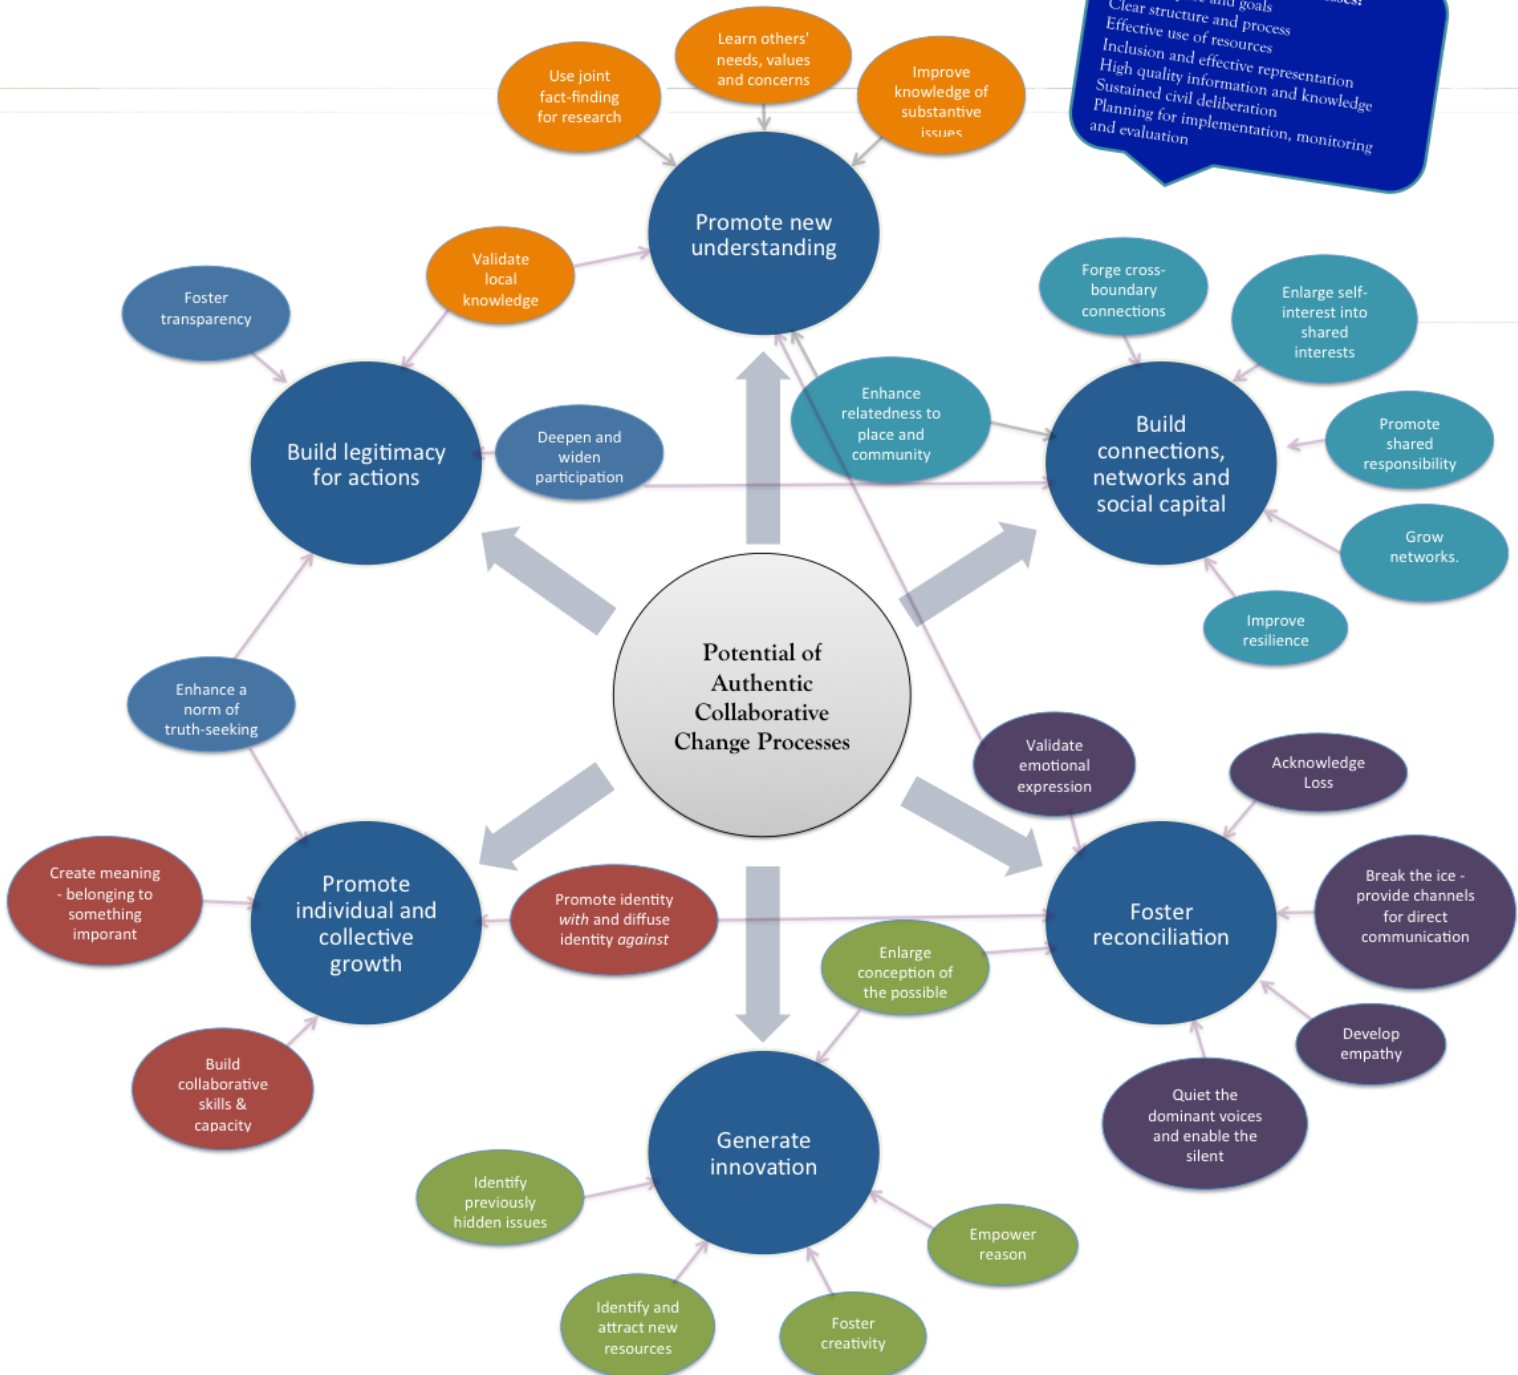 and goals
Clear structure and process
Effective use of resources
Inclusion and effective representation
High quality information and knowledge
Sustained civil deliberation
Planning for implementation, monitoring
and evaluation
Learn others'
needs, values
and concerns
Use joint
fact-finding
for research
Improve
knowledge of
substantive
issues
Promote new
understanding
Validate
local
knowledge
Foster
transparency
Forge cross-
boundary
connections
Enlarge self-
interest into
shared
interests
Enhance
relatedness to
place and
community
Build legitimacy
for actions
Deepen and
widen
participation
Build
connections,
networks and
social capital
Promote
shared
responsibility
Grow
networks.
Improve
resilience
Potential of
Authentic
Collaborative
Change Processes
Enhance a
norm of
truth-seeking
Validate
emotional
expression
Acknowledge
Loss
Create meaning
- belonging to
something
imporant
Promote
individual and
collective
growth
Promote identity
with and diffuse
identity against
Foster
reconciliation
Break the ice -
provide channels
for direct
communication
Enlarge
conception of
the possible
Develop
empathy
Build
collaborative
skills &
capacity
Quiet the
dominant voices
and enable the
silent
Generate
innovation
Identify
previously
hidden issues
Empower
reason
Identify and
attract new
resources
Foster
creativity